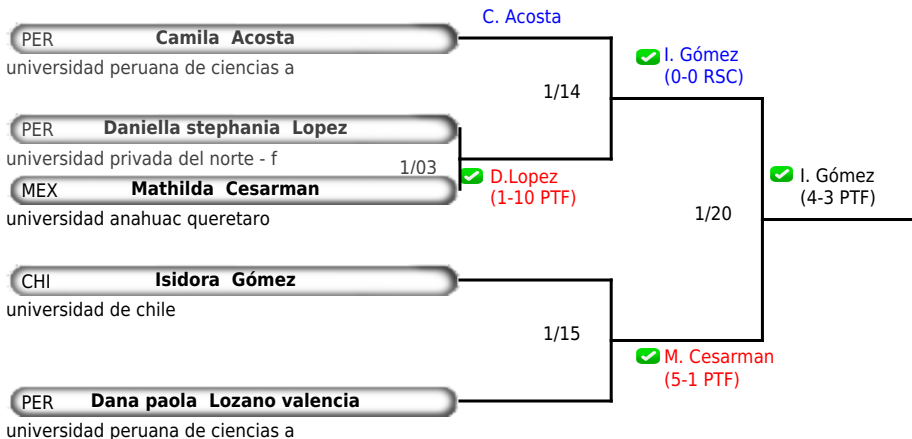 C. Acosta
PER Camila Acosta
universidad peruana de ciencias a
I. Gómez
(0-0 RSC)
1/14
PER Daniella stephania Lopez
universidad privada del norte - f
1/03
D.Lopez
(1-10 PTF)
MEX Mathilda Cesarman
universidad anahuac queretaro
I. Gómez
(4-3 PTF)
1/20
CHI Isidora Gómez
universidad de chile
1/15
M. Cesarman
(5-1 PTF)
PER Dana paola Lozano valencia
universidad peruana de ciencias a